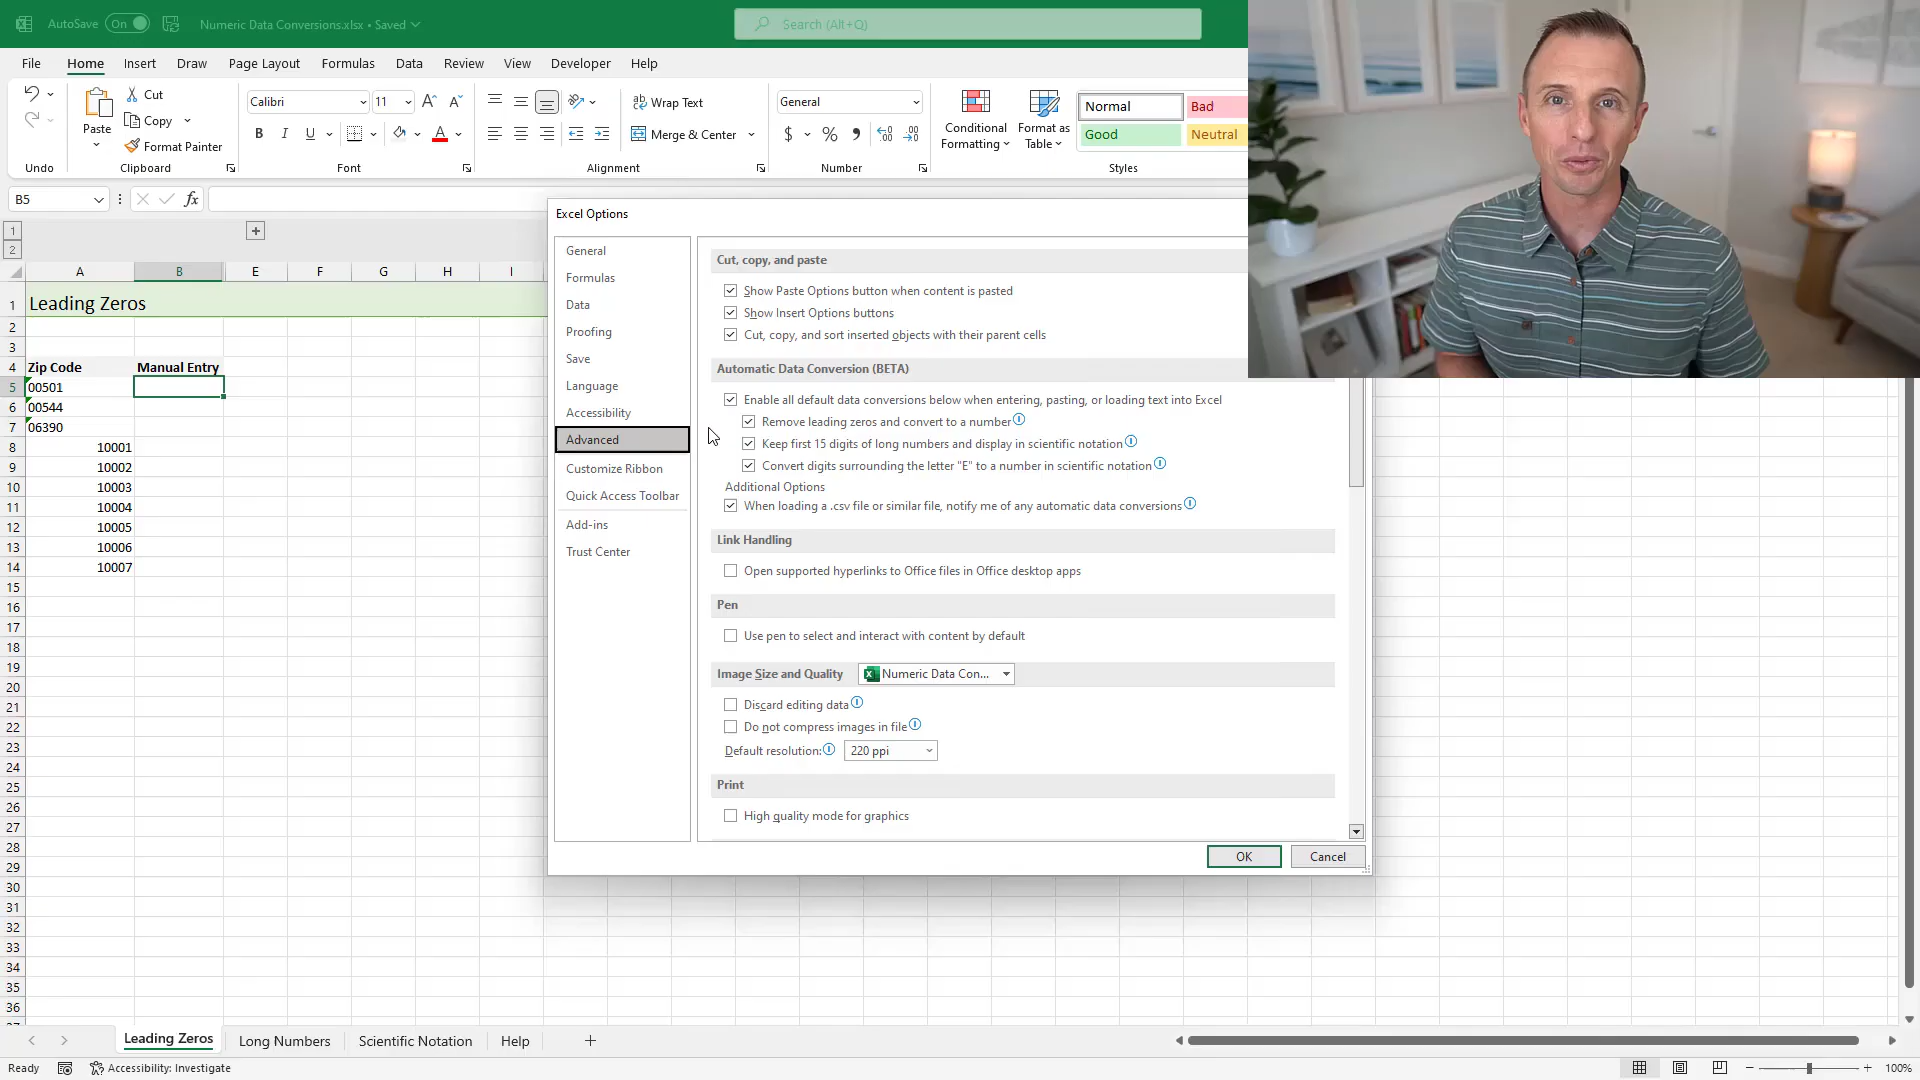 AutoSave On Numeric Data Conversions.xlsx • Saved Search (Alt+Q)
File Home Insert Draw Page Layout Formulas Data Review View Developer Help
Paste
Cut
Copy
Format Painter
Calibri 11
B I U A
Wrap Text
Merge & Center
General
$ % 9
Conditional Formatting
Format as Table
Normal Bad
Good Neutral
Undo Clipboard Font Alignment Number Styles
B5 fx
1
2
A B E F G H I
1 Leading Zeros
2
3
4 Zip Code Manual Entry
5 00501
6 00544
7 06390
8 10001
9 10002
10 10003
11 10004
12 10005
13 10006
14 10007
15
16
17
18
19
20
21
22
23
24
25
26
27
28
29
30
31
32
33
34
35
36
Excel Options
General
Formulas
Data
Proofing
Save
Language
Accessibility
Advanced
Customize Ribbon
Quick Access Toolbar
Add-ins
Trust Center
Cut, copy, and paste
Show Paste Options button when content is pasted
Show Insert Options buttons
Cut, copy, and sort inserted objects with their parent cells
Automatic Data Conversion (BETA)
Enable all default data conversions below when entering, pasting, or loading text into Excel
Remove leading zeros and convert to a number
Keep first 15 digits of long numbers and display in scientific notation
Convert digits surrounding the letter "E" to a number in scientific notation
Additional Options
When loading a .csv file or similar file, notify me of any automatic data conversions
Link Handling
Open supported hyperlinks to Office files in Office desktop apps
Pen
Use pen to select and interact with content by default
Image Size and Quality Numeric Data Con...
Discard editing data
Do not compress images in file
Default resolution: 220 ppi
Print
High quality mode for graphics
OK Cancel
Leading Zeros Long Numbers Scientific Notation Help
Ready Accessibility: Investigate 100%